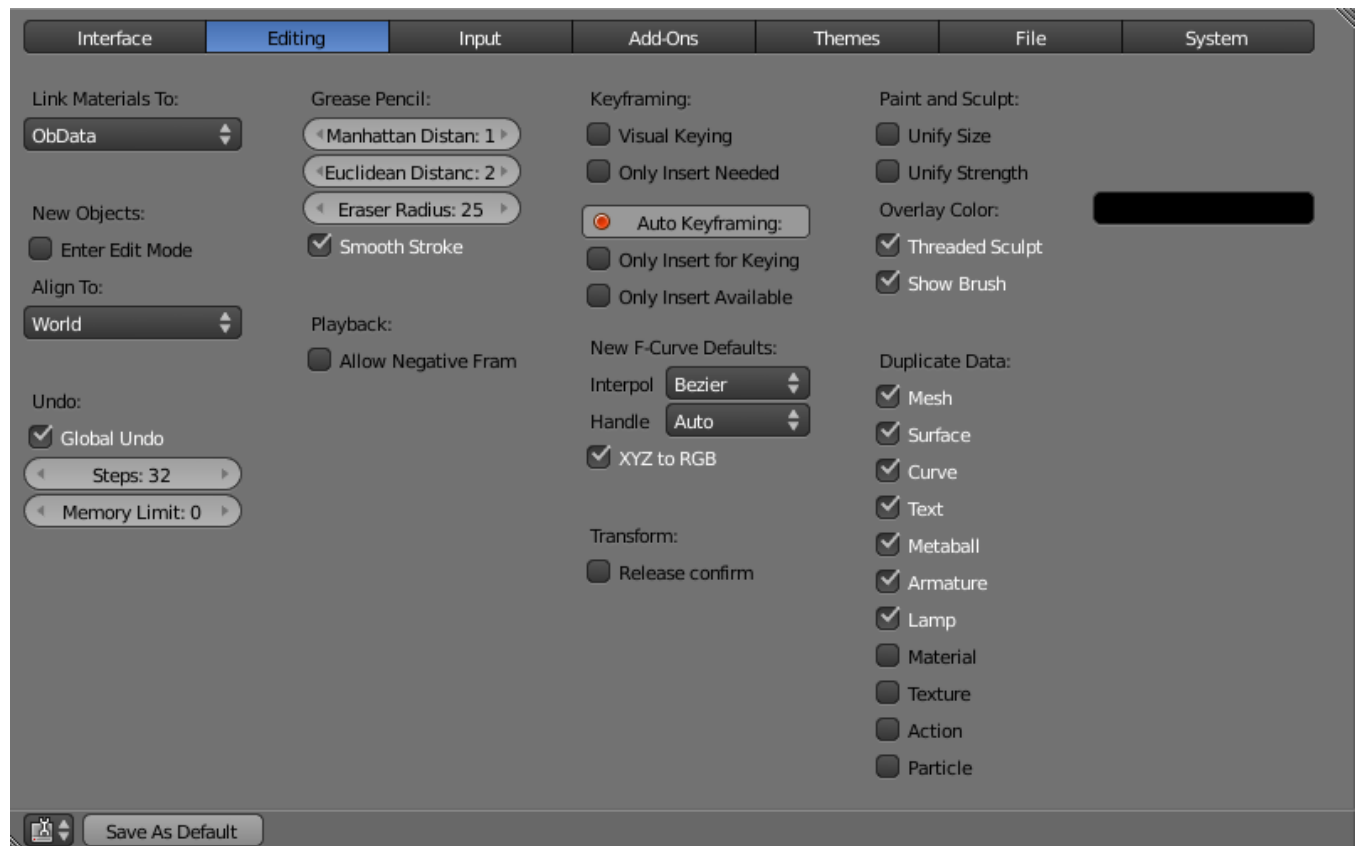 Interface Editing Input Add-Ons Themes File System
Link Materials To:
ObData
New Objects:
Enter Edit Mode
Align To:
World
Undo:
Global Undo
Steps: 32
Memory Limit: 0
Grease Pencil:
Manhattan Distan: 1
Euclidean Distanc: 2
Eraser Radius: 25
Smooth Stroke
Playback:
Allow Negative Fram
Keyframing:
Visual Keying
Only Insert Needed
Auto Keyframing:
Only Insert for Keying
Only Insert Available
New F-Curve Defaults:
Interpol Bezier
Handle Auto
XYZ to RGB
Transform:
Release confirm
Paint and Sculpt:
Unify Size
Unify Strength
Overlay Color:
Threaded Sculpt
Show Brush
Duplicate Data:
Mesh
Surface
Curve
Text
Metaball
Armature
Lamp
Material
Texture
Action
Particle
Save As Default